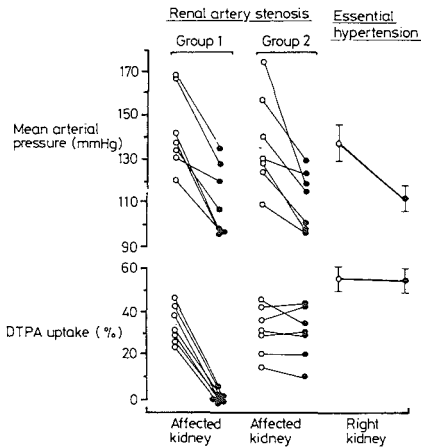 Renal artery stenosis
Essential
hypertension
Group 1
Group 2
Mean arterial
pressure (mmHg)
170
150
130
110
90
DTPA uptake (%)
60
40
20
0
Affected
kidney
Affected
kidney
Right
kidney